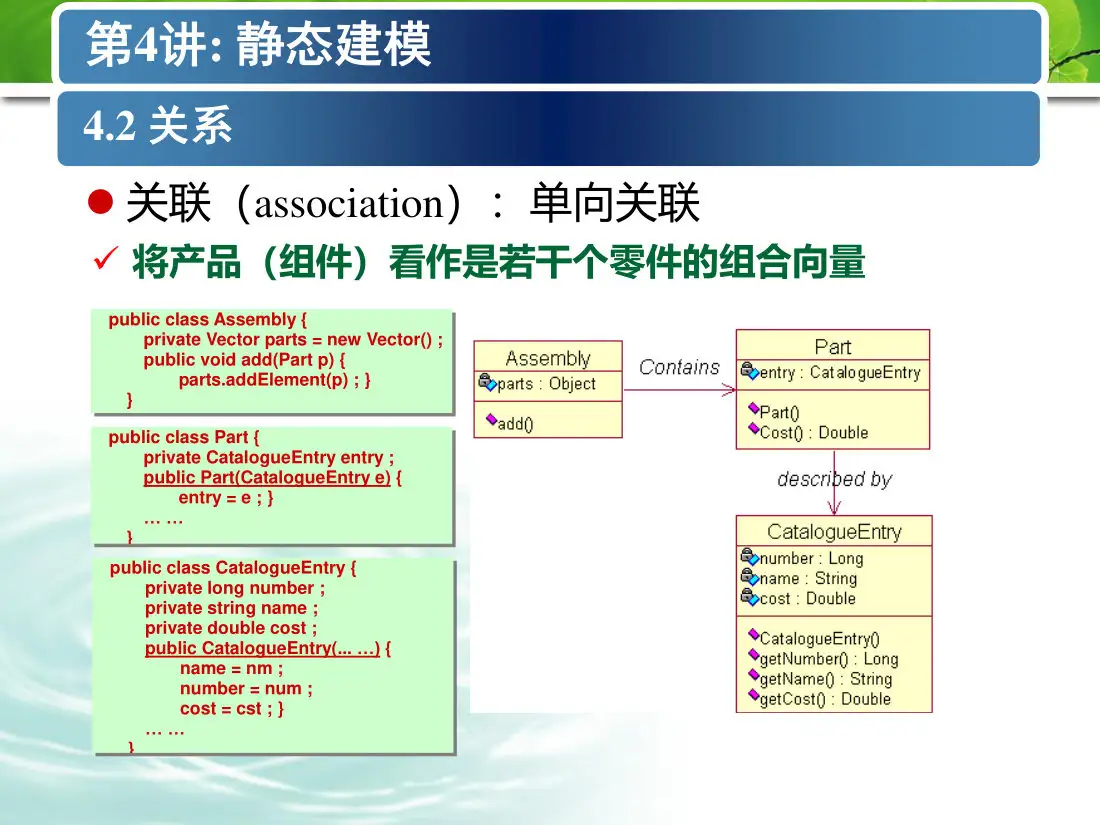 第4讲: 静态建模
4.2 关系
关联（association）：单向关联
将产品（组件）看作是若干个零件的组合向量
public class Assembly {
private Vector parts = new Vector() ;
public void add(Part p) {
parts.addElement(p) ; }
}
public class Part {
private CatalogueEntry entry ;
public Part(CatalogueEntry e) {
entry = e ; }
… …
}
public class CatalogueEntry {
private long number ;
private string name ;
private double cost ;
public CatalogueEntry(... …) {
name = nm ;
number = num ;
cost = cst ; }
… …
}
Assembly
parts : Object
add()
Contains
Part
entry : CatalogueEntry
Part()
Cost() : Double
described by
CatalogueEntry
number : Long
name : String
cost : Double
CatalogueEntry()
getNumber() : Long
getName() : String
getCost() : Double